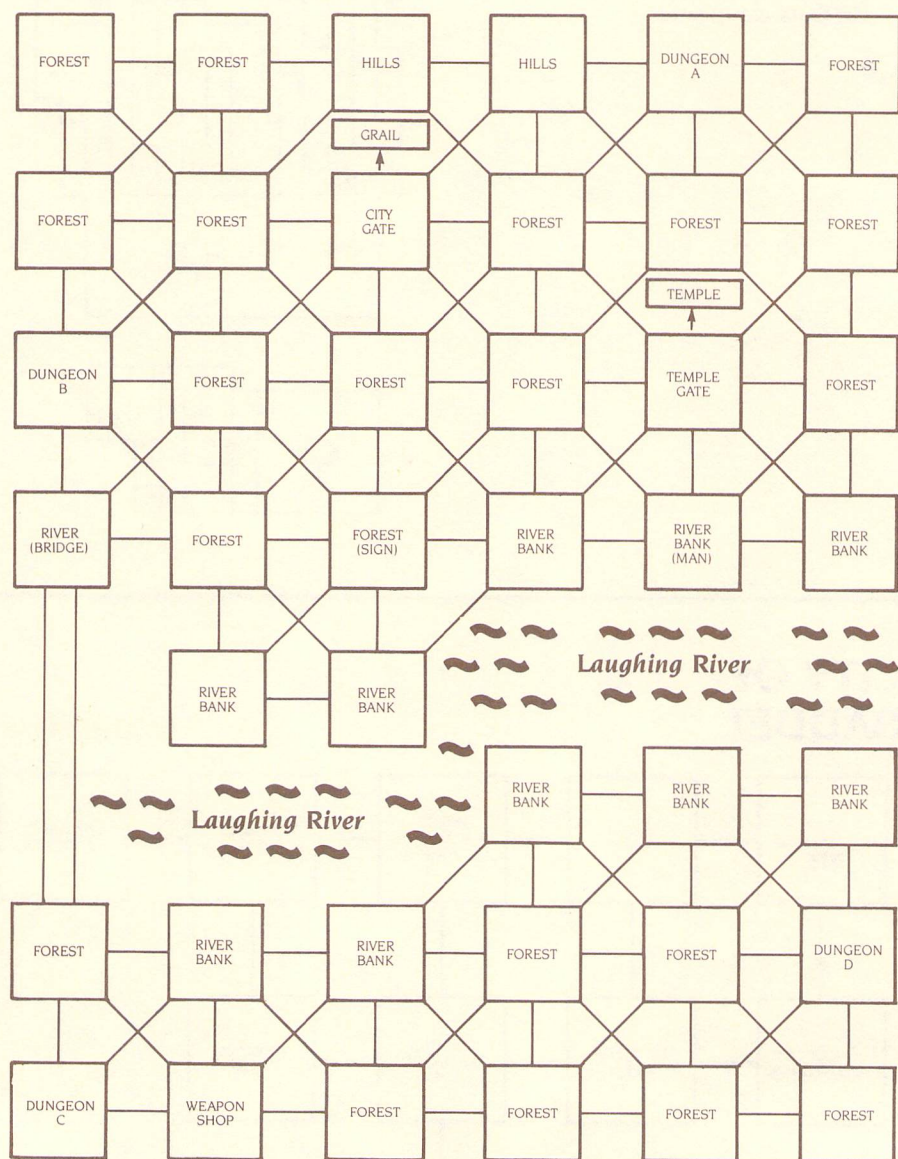 FOREST
FOREST
HILLS
HILLS
DUNGEON
A
FOREST
GRAIL
FOREST
FOREST
CITY
GATE
FOREST
FOREST
FOREST
TEMPLE
DUNGEON
B
FOREST
FOREST
FOREST
TEMPLE
GATE
FOREST
RIVER
(BRIDGE)
FOREST
FOREST
(SIGN)
RIVER
BANK
RIVER
BANK
(MAN)
RIVER
BANK
Laughing River
RIVER
BANK
RIVER
BANK
RIVER
BANK
RIVER
BANK
RIVER
BANK
Laughing River
FOREST
RIVER
BANK
RIVER
BANK
FOREST
FOREST
DUNGEON
D
DUNGEON
C
WEAPON
SHOP
FOREST
FOREST
FOREST
FOREST